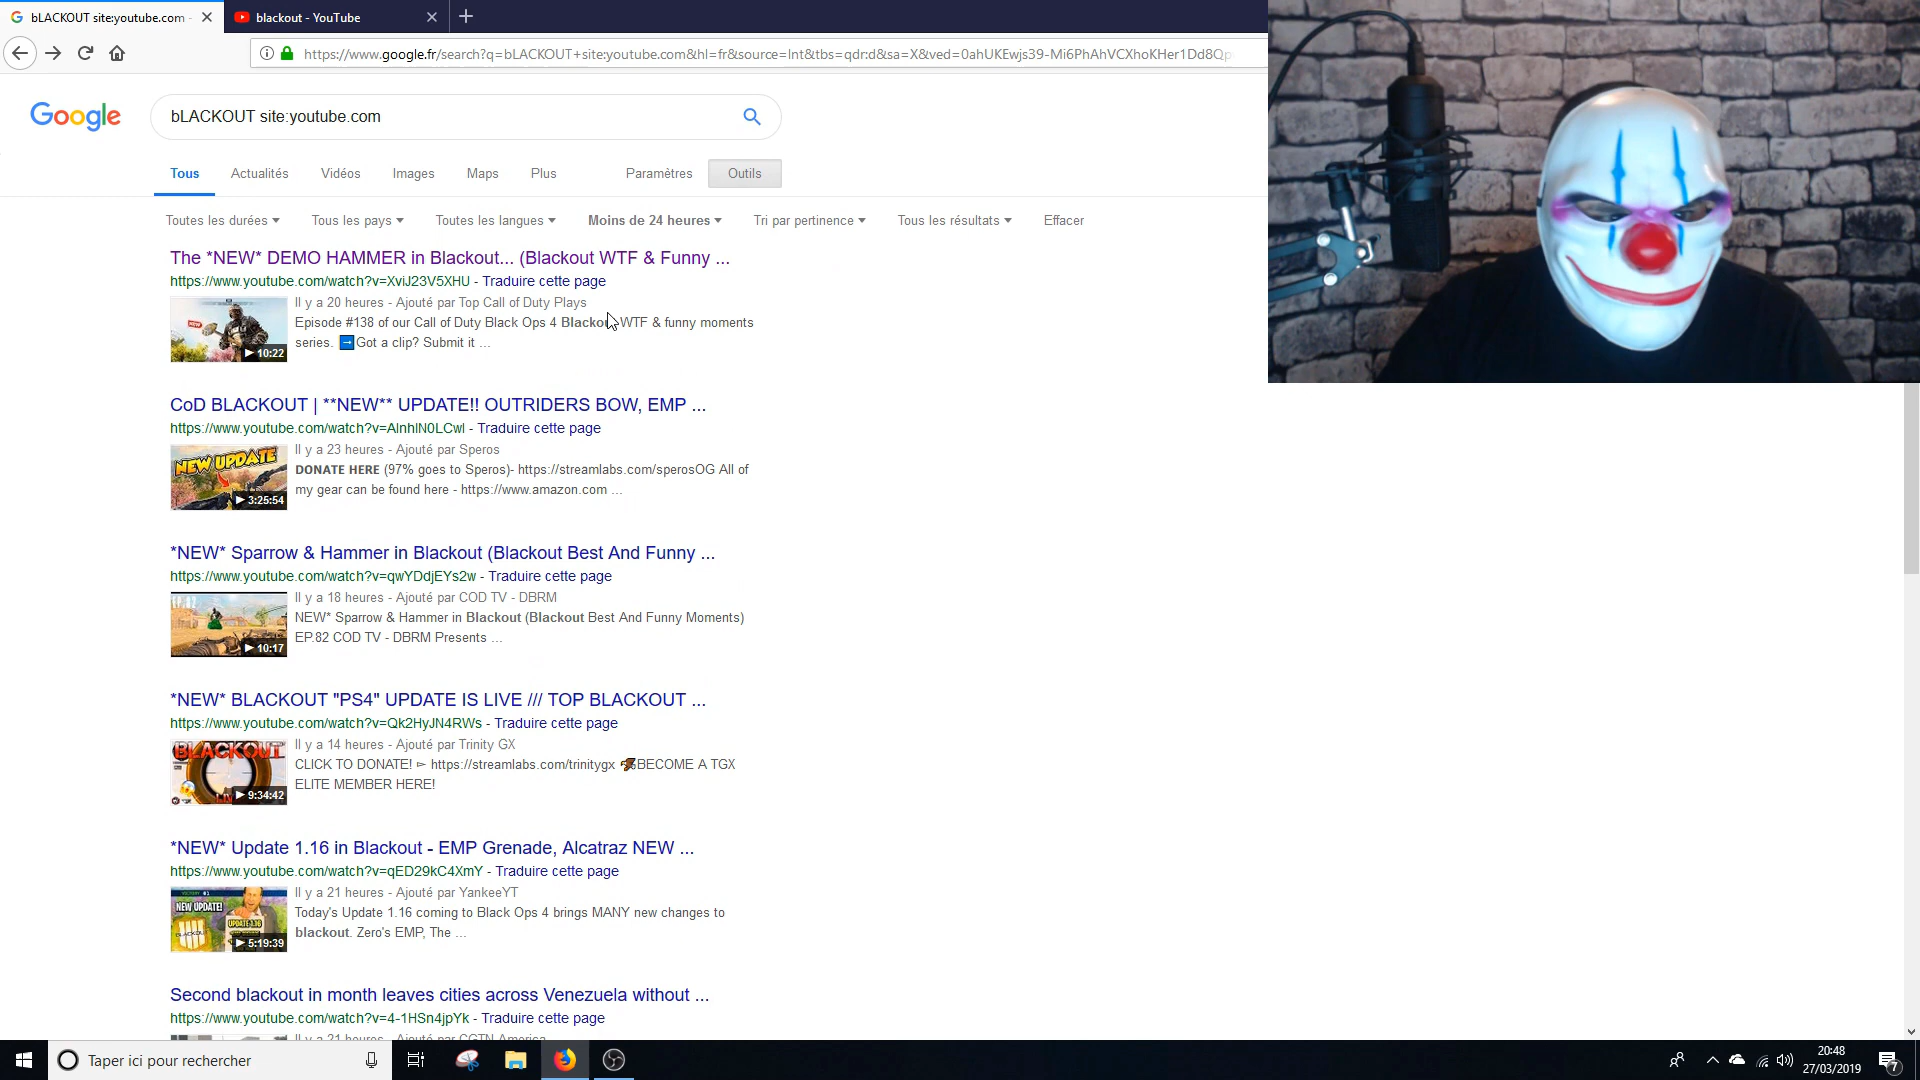 bLACKOUT site:youtube.com -
blackout - YouTube
https://www.google.fr/search?q=bLACKOUT+site:youtube.com&hl=fr&source=lnt&tbs=qdr:d&sa=X&ved=0ahUKEwjs39-Mi6PhAhVCXhoKHer1Dd8Qp
Google
bLACKOUT site:youtube.com
Tous Actualités Vidéos Images Maps Plus Paramètres Outils
Toutes les durées Tous les pays Toutes les langues Moins de 24 heures Tri par pertinence Tous les résultats Effacer
The *NEW* DEMO HAMMER in Blackout... (Blackout WTF & Funny ...
https://www.youtube.com/watch?v=XviJ23V5XHU - Traduire cette page
Il y a 20 heures - Ajouté par Top Call of Duty Plays
Episode #138 of our Call of Duty Black Ops 4 WTF & funny moments
series. Got a clip? Submit it ...
NEW
10:22
CoD BLACKOUT | **NEW** UPDATE!! OUTRIDERS BOW, EMP ...
https://www.youtube.com/watch?v=AlnhlN0LCwI - Traduire cette page
Il y a 23 heures - Ajouté par Speros
DONATE HERE (97% goes to Speros)- https://streamlabs.com/sperosOG All of
my gear can be found here - https://www.amazon.com ...
NEW UPDATE
3:25:54
*NEW* Sparrow & Hammer in Blackout (Blackout Best And Funny ...
https://www.youtube.com/watch?v=qwYDdjEYs2w - Traduire cette page
Il y a 18 heures - Ajouté par COD TV - DBRM
NEW* Sparrow & Hammer in Blackout (Blackout Best And Funny Moments)
EP.82 COD TV - DBRM Presents ...
10:17
*NEW* BLACKOUT "PS4" UPDATE IS LIVE /// TOP BLACKOUT ...
https://www.youtube.com/watch?v=Qk2HyJN4RWs - Traduire cette page
Il y a 14 heures - Ajouté par Trinity GX
CLICK TO DONATE! ► https://streamlabs.com/trinitygx BECOME A TGX
ELITE MEMBER HERE!
BLACKOUT
9:34:42
*NEW* Update 1.16 in Blackout - EMP Grenade, Alcatraz NEW ...
https://www.youtube.com/watch?v=qED29kC4XmY - Traduire cette page
Il y a 21 heures - Ajouté par YankeeYT
Today's Update 1.16 coming to Black Ops 4 brings MANY new changes to
blackout. Zero's EMP, The ...
NEW UPDATE!
UPDATE 1.16
5:19:39
Second blackout in month leaves cities across Venezuela without ...
https://www.youtube.com/watch?v=4-1HSn4jpYk - Traduire cette page
Il y a 21 heures - Ajouté par CGTN America
Taper ici pour rechercher
20:48
27/03/2019
7